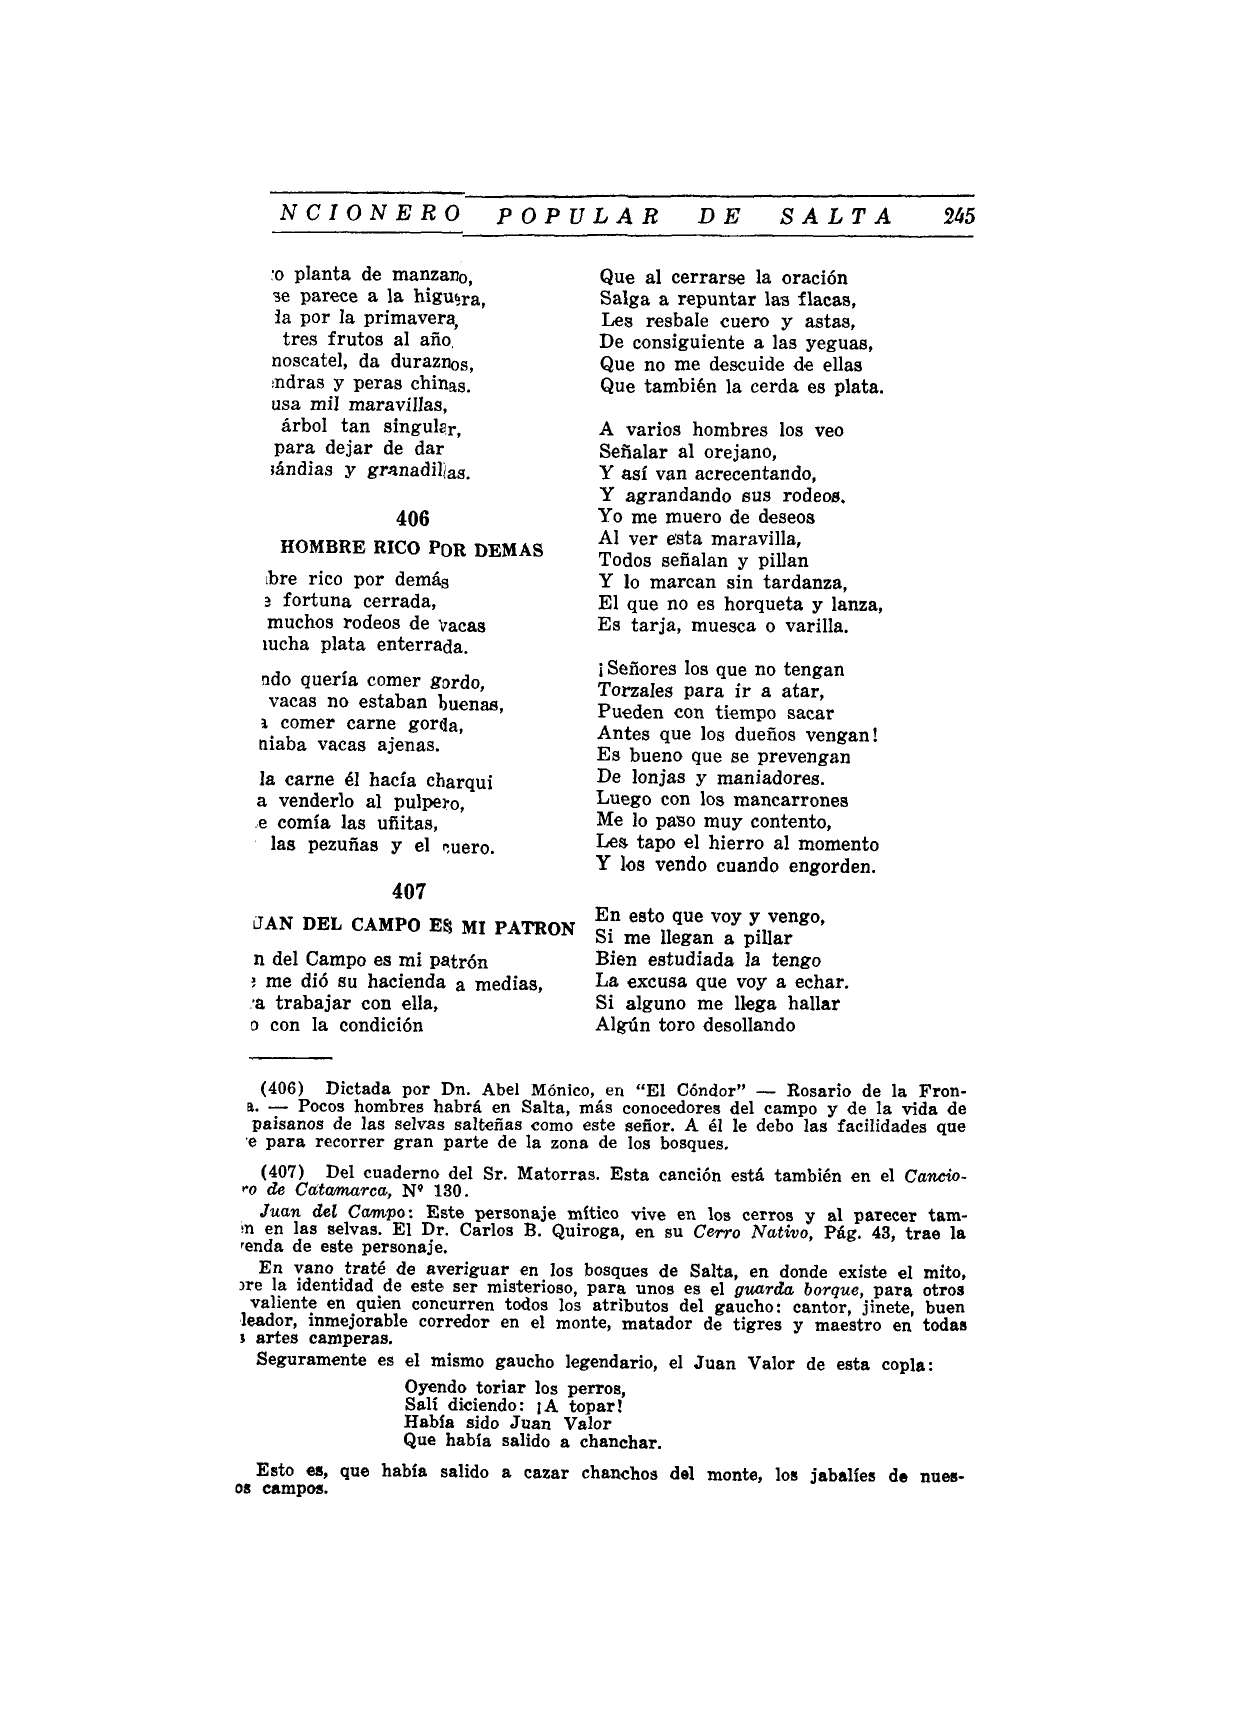 NCIONERO POPULAR DE SALTA 245
planta de manzano,
se parece a la higuera,
por la primavera,
tres frutos al año.
noscatel, da duraznos,
ndras y peras chinas.
usa mil maravillas,
árbol tan singular,
para dejar de dar
ándias y granadillas.
406
HOMBRE RICO POR DEMAS
bre rico por demás
fortuna cerrada,
muchos rodeos de vacas
ucha plata enterrada.
ndo quería comer gordo,
vacas no estaban buenas,
comer carne gorda,
niaba vacas ajenas.
la carne él hacía charqui
a venderlo al pulpero,
e comía las uñitas,
las pezuñas y el cuero.
407
UAN DEL CAMPO ES MI PATRON
n del Campo es mi patrón
me dió su hacienda a medias,
a trabajar con ella,
o con la condición
Que al cerrarse la oración
Salga a repuntar las flacas,
Les resbale cuero y astas,
De consiguiente a las yeguas,
Que no me descuide de ellas
Que también la cerda es plata.
A varios hombres los veo
Señalar al orejano,
Y así van acrecentando,
Y agrandando sus rodeos.
Yo me muero de deseos
Al ver esta maravilla,
Todos señalan y pillan
Y lo marcan sin tardanza,
El que no es horqueta y lanza,
Es tarja, muesca o varilla.
¡Señores los que no tengan
Torzales para ír a atar,
Pueden con tiempo sacar
Antes que los dueños vengan!
Es bueno que se prevengan
De lonjas y maniadores.
Luego con los mancarrones
Me lo paso muy contento,
Les tapo el hierro al momento
Y los vendo cuando engorden.
En esto que voy y vengo,
Si me llegan a pillar
Bien estudiada la tengo
La excusa que voy a echar.
Si alguno me llega hallar
Algún toro desollando
(406) Dictada por Dn. Abel Mónico, en "El Cóndor" — Rosario de la Fron-
a. — Pocos hombres habrá en Salta, más conocedores del campo y de la vida de
paisanos de las selvas salteñas como este señor. A él le debo las facilidades que
e para recorrer gran parte de la zona de los bosques.
(407) Del cuaderno del Sr. Matorras. Esta canción está también en el Cancio-
ro de Catamarca, Nº 130.
Juan del Campo: Este personaje mítico vive en los cerros y al parecer tam-
n en las selvas. El Dr. Carlos B. Quiroga, en su Cerro Nativo, Pág. 43, trae la
enda de este personaje.
En vano traté de averiguar en los bosques de Salta, en donde existe el mito,
re la identidad de este ser misterioso, para unos es el guarda borque, para otros
valiente en quien concurren todos los atributos del gaucho: cantor, jinete, buen
leador, inmejorable corredor en el monte, matador de tigres y maestro en todas
s artes camperas.
Seguramente es el mismo gaucho legendario, el Juan Valor de esta copla:
Oyendo toriar los perros,
Salí diciendo: ¡A topar!
Había sido Juan Valor
Que había salido a chanchar.
Esto es, que había salido a cazar chanchos del monte, los jabalíes de nues-
os campos.